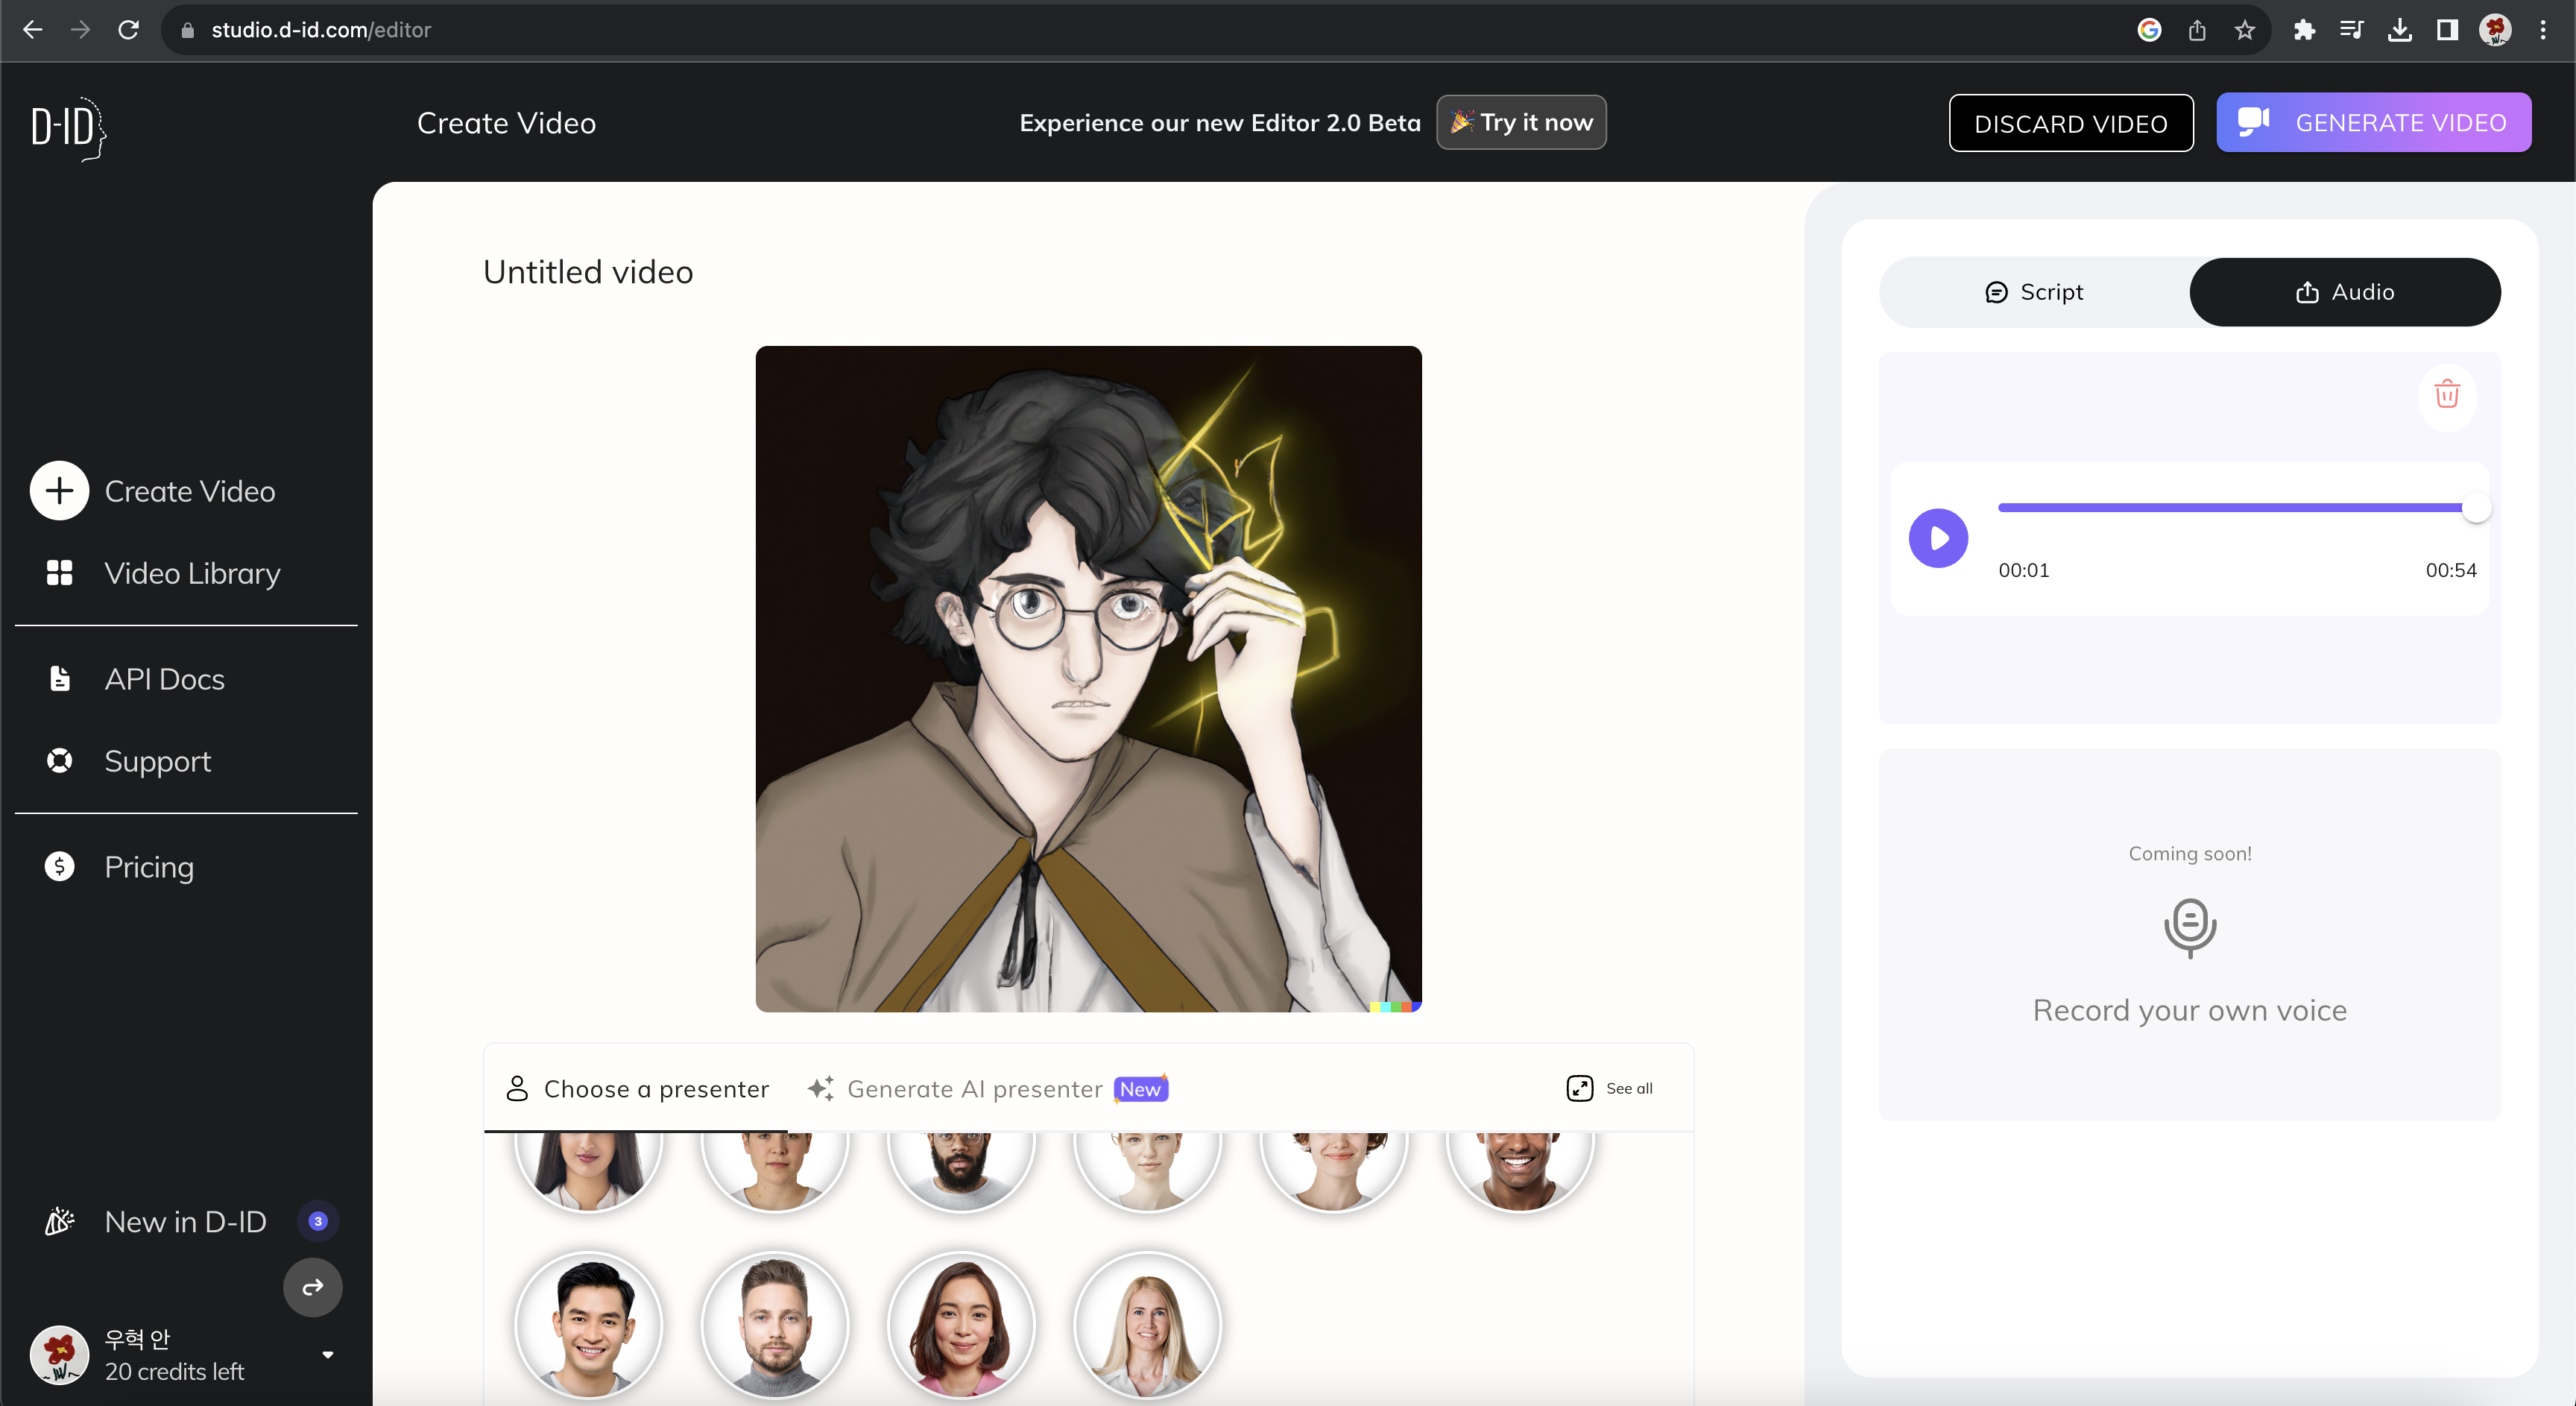 studio.d-id.com/editor
D-ID
Create Video
Experience our new Editor 2.0 Beta
Try it now
DISCARD VIDEO
GENERATE VIDEO
Create Video
Video Library
API Docs
Support
Pricing
New in D-ID
3
우혁 안
20 credits left
Untitled video
Choose a presenter
Generate AI presenter
New
See all
Script
Audio
00:01
00:54
Coming soon!
Record your own voice